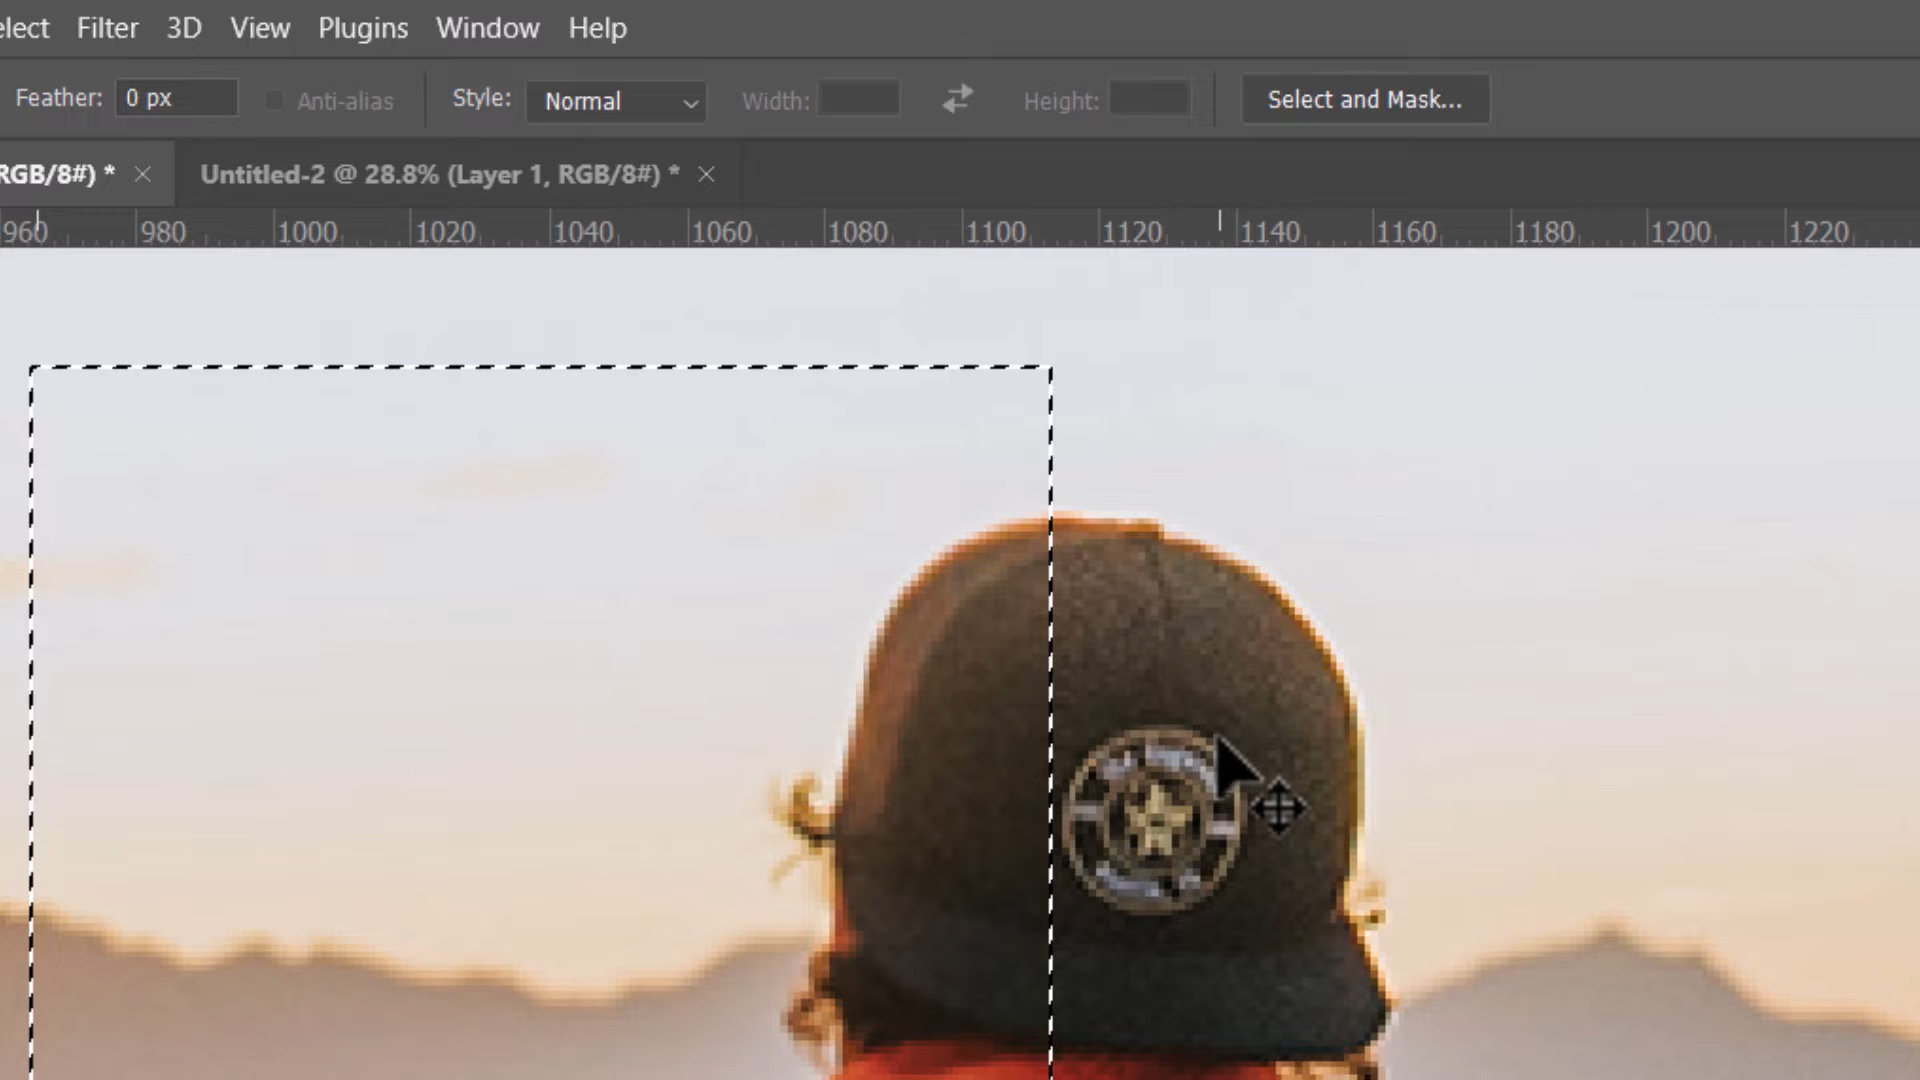 elect Filter 3D View Plugins Window Help
Feather: 0 px Anti-alias Style: Normal Width: Height: Select and Mask...
RGB/8#) * Untitled-2 @ 28.8% (Layer 1, RGB/8#) *
960 980 1000 1020 1040 1060 1080 1100 1120 1140 1160 1180 1200 1220